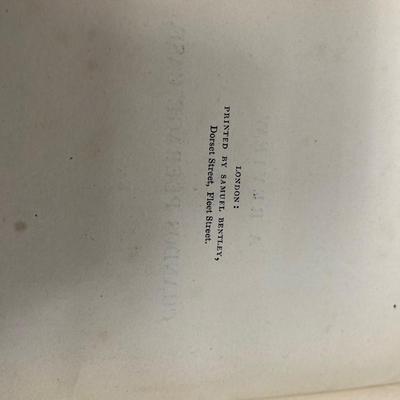 LONDON:
PRINTED BY SAMUEL BENTLEY,
Dorset Street, Fleet Street.